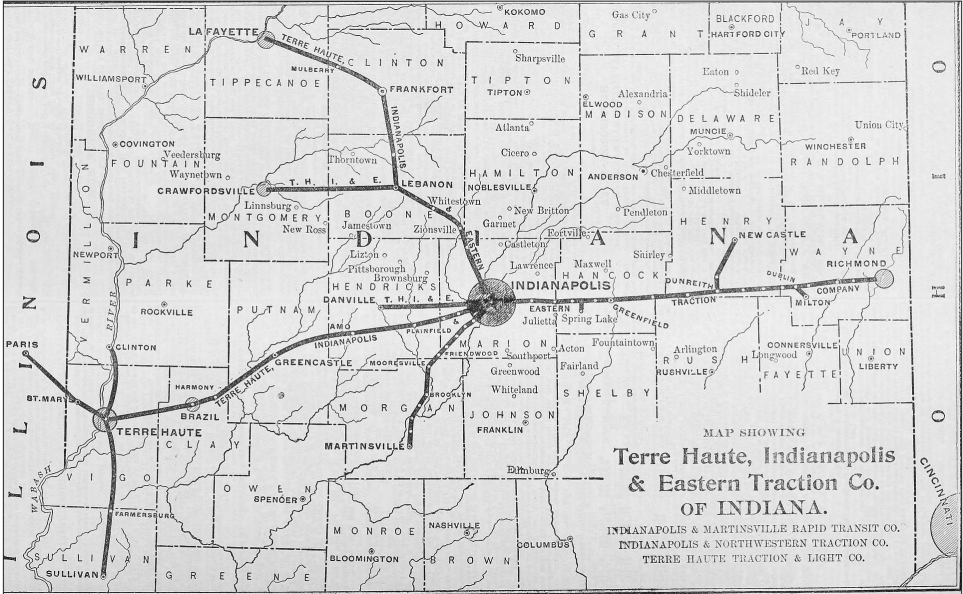 KOKOMO
HOWARD
Gas City
GRANT
BLACKFORD
HARTFORD CITY
JAY
PORTLAND
LA FAYETTE
TERRE HAUTE,
INDIANAPOLIS
EASTERN
MULBERRY
CLINTON
WARREN
WILLIAMSPORT
TIPPECANOE
FRANKFORT
Sharpsville
TIPTON
TIPTON
Eaton
Red Key
Shideler
Alexandria
ELWOOD
MADISON
DELAWARE
MUNCIE
Yorktown
Union City
WINCHESTER
RANDOLPH
Atlanta
Cicero
HAMILTON
NOBLESVILLE
ANDERSON
Chesterfield
Middletown
COVINGTON
FOUNTAIN
Veedersburg
Waynetown
CRAWFORDSVILLE
T. H. I. & E.
Thorntown
LEBANON
Whitestown
Linnsburg
MONTGOMERY
New Ross
BOONE
Jamestown
Zionsville
New Britton
Garinet
Pendleton
Fortville
HENRY
NEW CASTLE
WAYNE
RICHMOND
ILLINOIS
INDIANA
OHIO
NEWPORT
VERMILLION
RIVER
PARKE
ROCKVILLE
Lizton
Pittsborough
Brownsburg
HENDRICKS
DANVILLE
T. H. I. & E.
Castleton
Lawrence
INDIANAPOLIS
Maxwell
HANCOCK
Shirley
DUNREITH
DUBLIN
MILTON
EASTERN
TRACTION
COMPANY
GREENFIELD
Julietta
Spring Lake
PUTNAM
AMO
PLAINFIELD
&
INDIANAPOLIS
TERRE HAUTE,
GREENCASTLE
MOORESVILLE
FRIENDWOOD
MARION
Southport
Acton
Fountaintown
Arlington
RUSH
RUSHVILLE
Longwood
CONNERSVILLE
FAYETTE
UNION
LIBERTY
PARIS
CLINTON
ST. MARYS
HARMONY
BRAZIL
TERRE HAUTE
CLAY
Greenwood
Fairland
Whiteland
SHELBY
BROOKLYN
MORGAN
JOHNSON
FRANKLIN
MARTINSVILLE
WABASH
VIGO
FARMERSBURG
OWEN
SPENCER
Edinburg
SULLIVAN
SULLIVAN
GREENE
MONROE
BLOOMINGTON
NASHVILLE
BROWN
COLUMBUS
CINCINNATI
MAP SHOWING
Terre Haute, Indianapolis
& Eastern Traction Co.
OF INDIANA.
INDIANAPOLIS & MARTINSVILLE RAPID TRANSIT CO.
INDIANAPOLIS & NORTHWESTERN TRACTION CO.
TERRE HAUTE TRACTION & LIGHT CO.